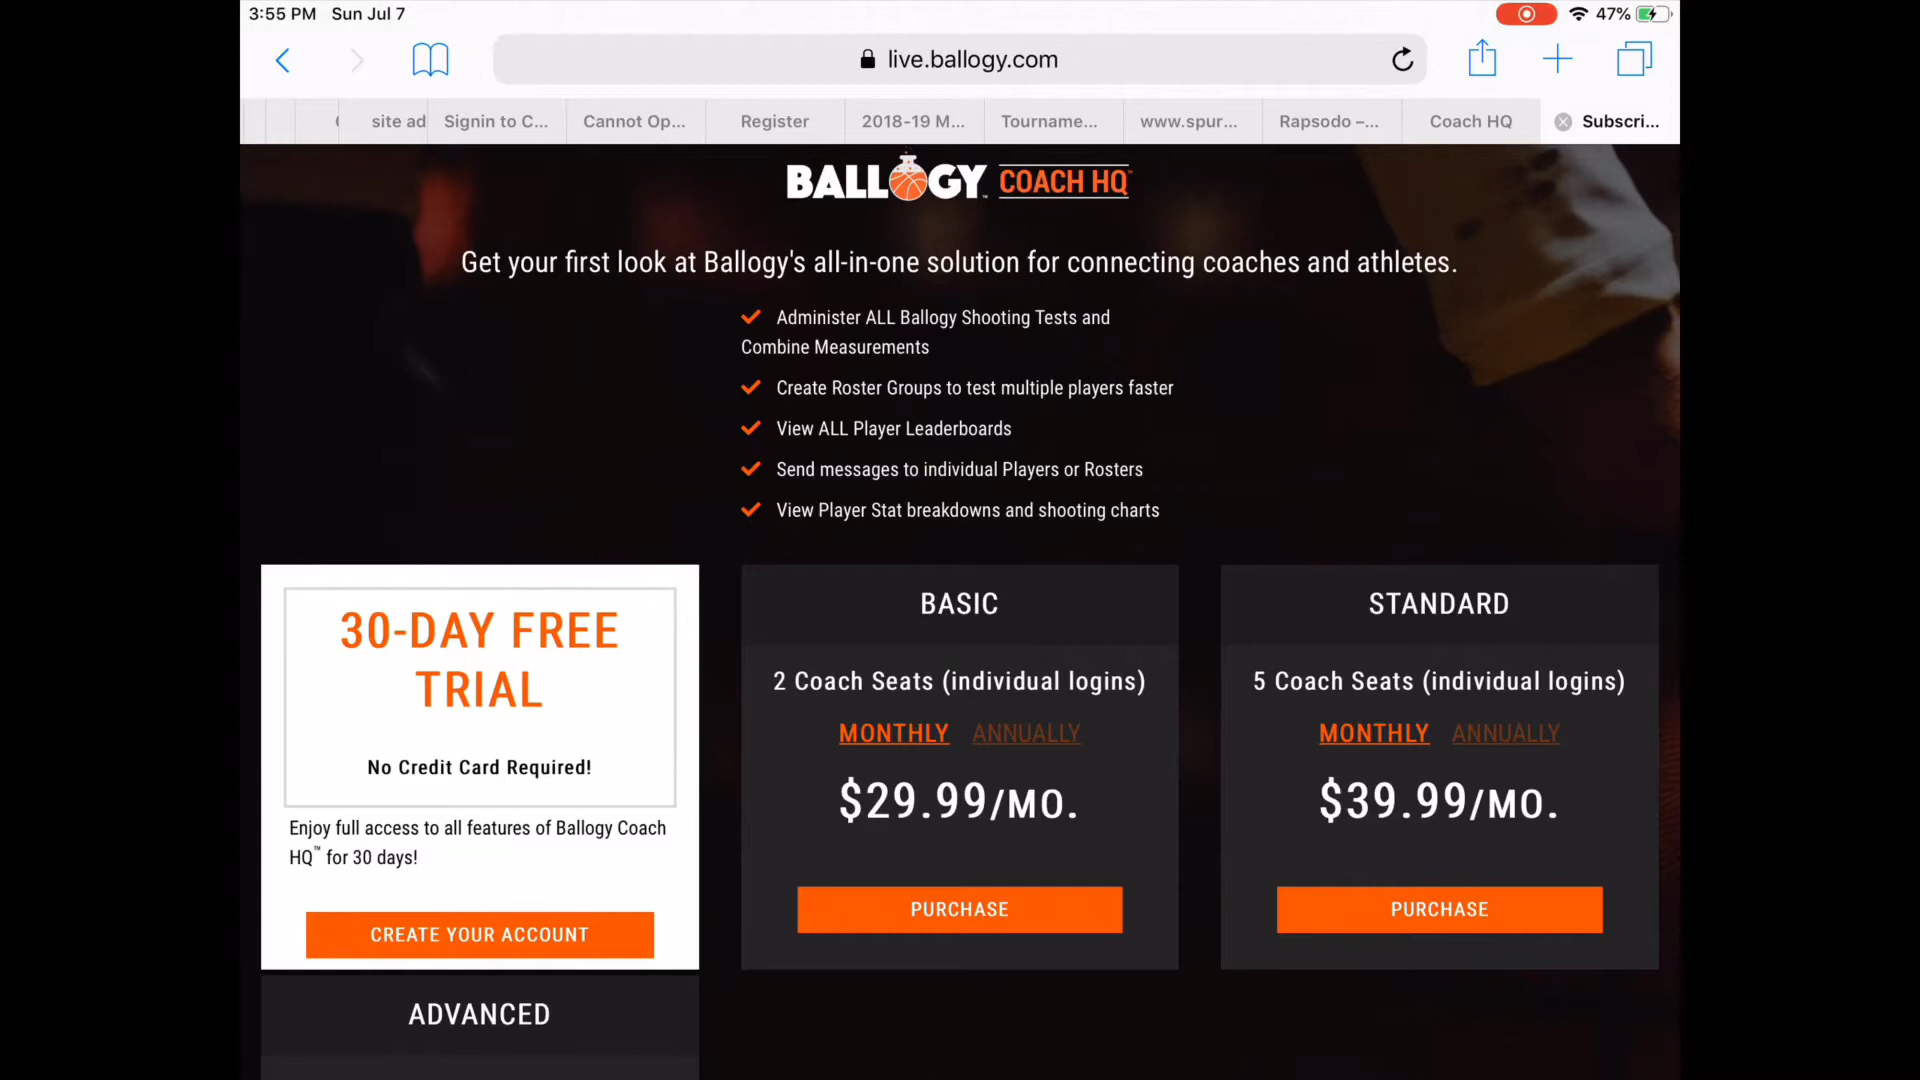 3:55 PM Sun Jul 7
47%
live.ballogy.com
site ad
Signin to C...
Cannot Op...
Register
2018-19 M...
Tourname...
www.spur...
Rapsodo –...
Coach HQ
Subscri...
BALLOGY™ COACH HQ™
Get your first look at Ballogy's all-in-one solution for connecting coaches and athletes.
Administer ALL Ballogy Shooting Tests and
Combine Measurements
Create Roster Groups to test multiple players faster
View ALL Player Leaderboards
Send messages to individual Players or Rosters
View Player Stat breakdowns and shooting charts
30-DAY FREE
TRIAL
No Credit Card Required!
Enjoy full access to all features of Ballogy Coach
HQ™ for 30 days!
CREATE YOUR ACCOUNT
BASIC
2 Coach Seats (individual logins)
MONTHLY ANNUALLY
$29.99/MO.
PURCHASE
STANDARD
5 Coach Seats (individual logins)
MONTHLY ANNUALLY
$39.99/MO.
PURCHASE
ADVANCED